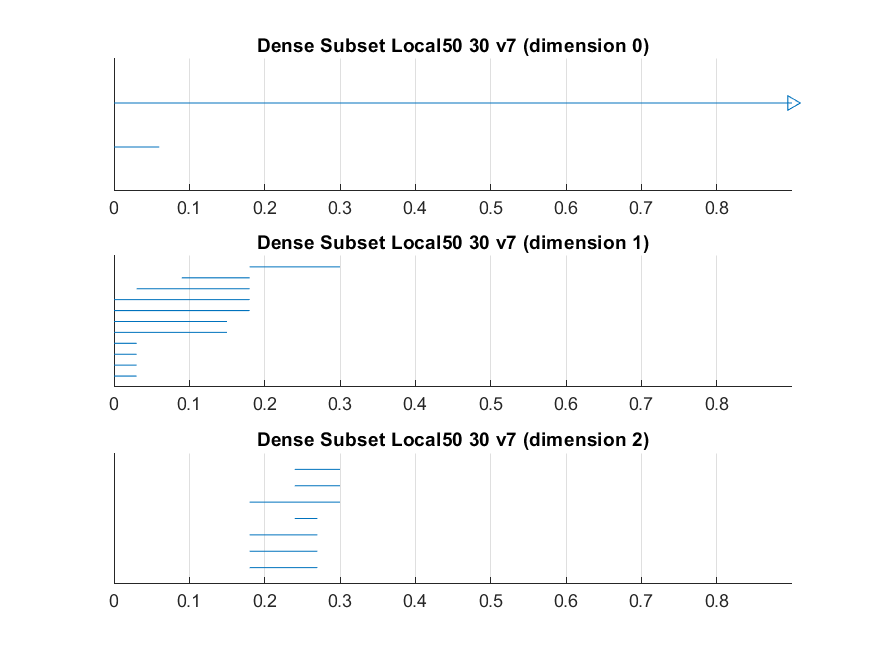 Dense Subset Local50 30 v7 (dimension 0)
0 0.1 0.2 0.3 0.4 0.5 0.6 0.7 0.8
Dense Subset Local50 30 v7 (dimension 1)
0 0.1 0.2 0.3 0.4 0.5 0.6 0.7 0.8
Dense Subset Local50 30 v7 (dimension 2)
0 0.1 0.2 0.3 0.4 0.5 0.6 0.7 0.8